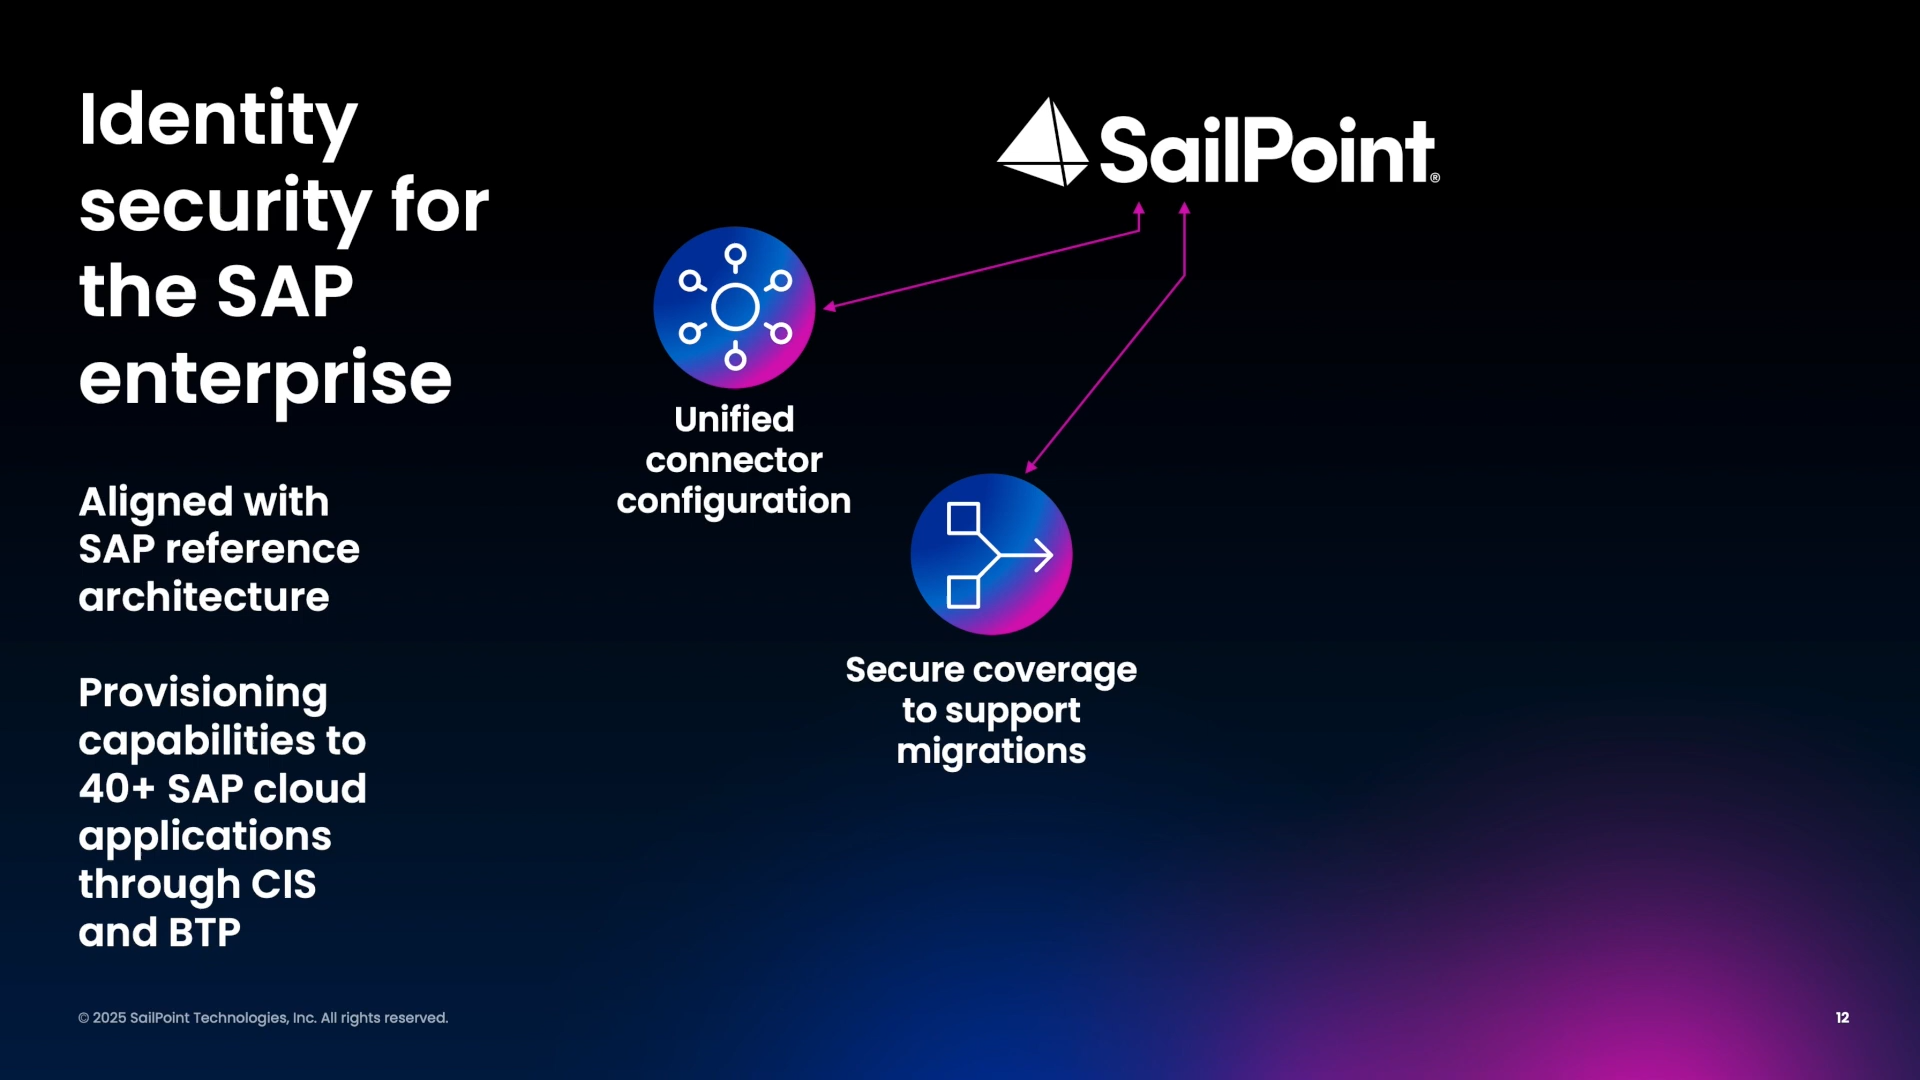 Identity
security for
the SAP
enterprise
Aligned with
SAP reference
architecture
Provisioning
capabilities to
40+ SAP cloud
applications
through CIS
and BTP
SailPoint®
Unified
connector
configuration
Secure coverage
to support
migrations
© 2025 SailPoint Technologies, Inc. All rights reserved.
12